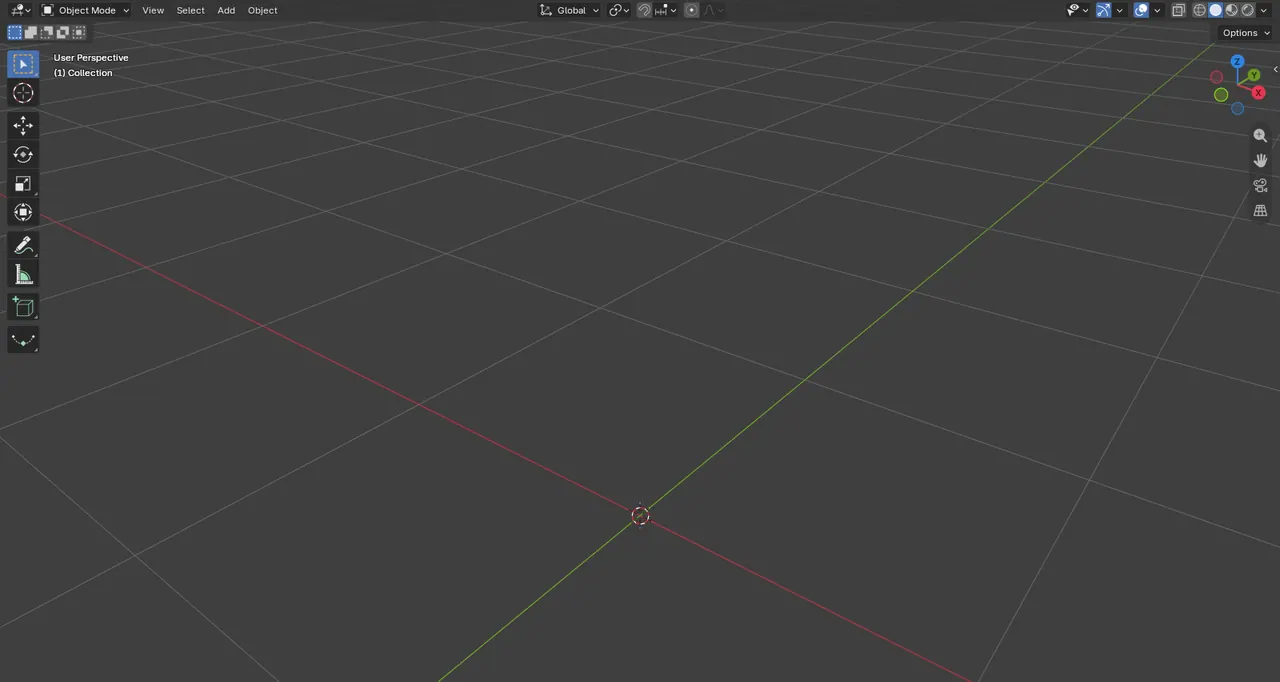 Object Mode View Select Add Object Global
Options
User Perspective
(1) Collection
Z
Y
X